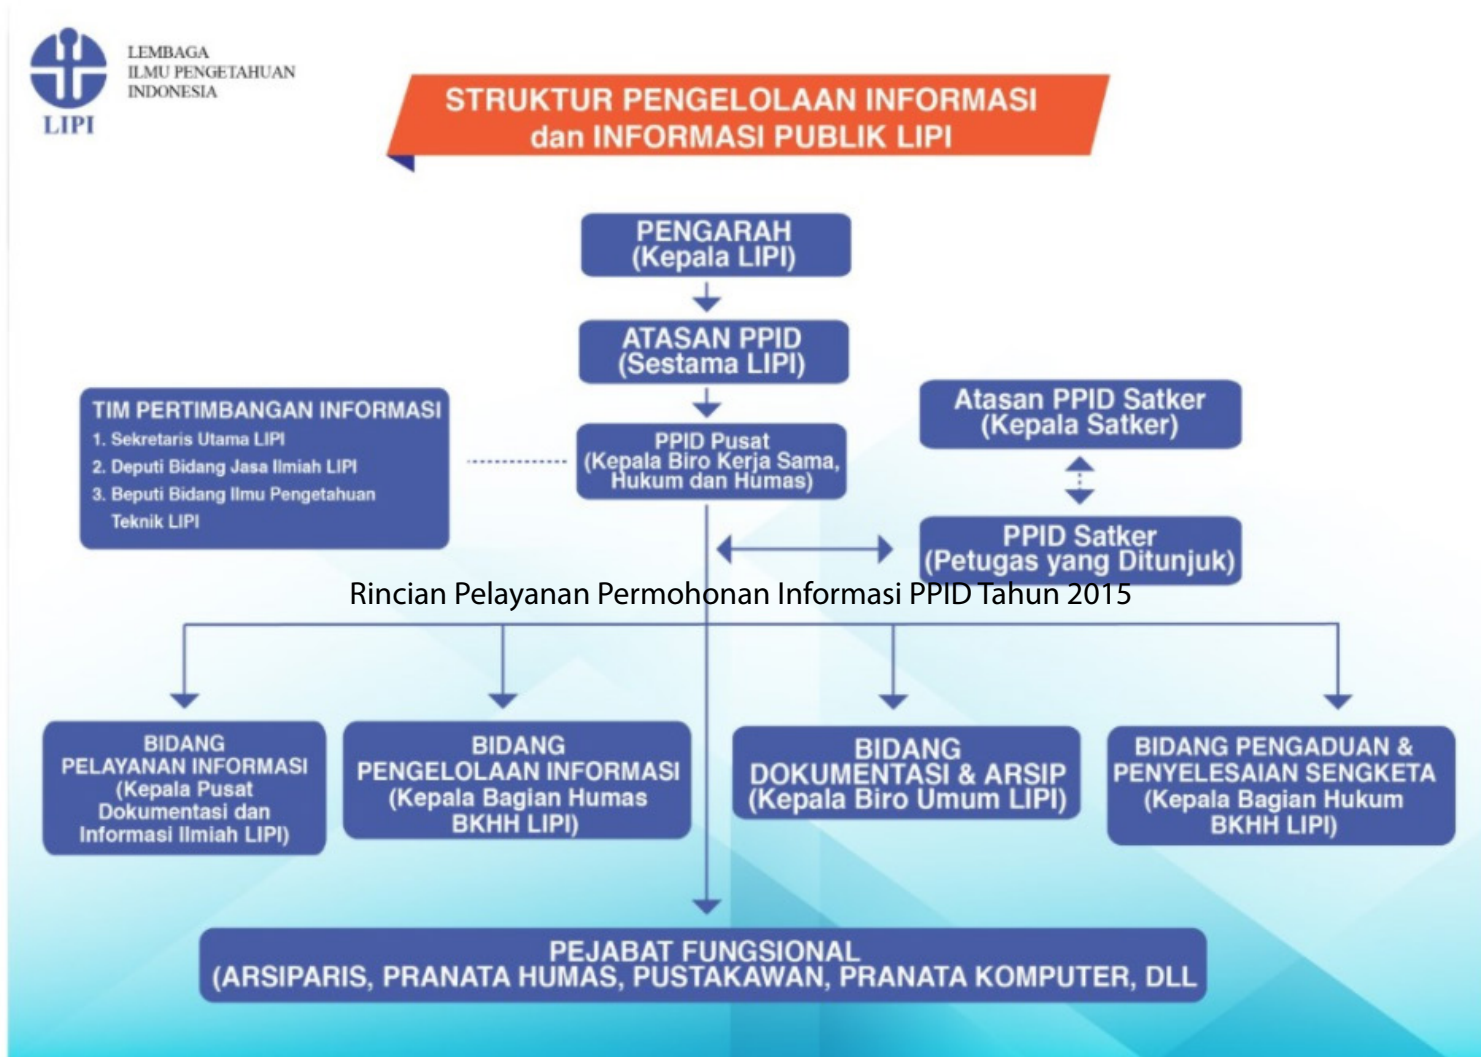 LEMBAGA
ILMU PENGETAHUAN
INDONESIA
LIPI
STRUKTUR PENGELOLAAN INFORMASI
dan INFORMASI PUBLIK LIPI
PENGARAH
(Kepala LIPI)
ATASAN PPID
(Sestama LIPI)
TIM PERTIMBANGAN INFORMASI
1. Sekretaris Utama LIPI
2. Deputi Bidang Jasa Ilmiah LIPI
3. Beputi Bidang Ilmu Pengetahuan
Teknik LIPI
PPID Pusat
(Kepala Biro Kerja Sama,
Hukum dan Humas)
Atasan PPID Satker
(Kepala Satker)
PPID Satker
(Petugas yang Ditunjuk)
Rincian Pelayanan Permohonan Informasi PPID Tahun 2015
BIDANG
PELAYANAN INFORMASI
(Kepala Pusat
Dokumentasi dan
Informasi Ilmiah LIPI)
BIDANG
PENGELOLAAN INFORMASI
(Kepala Bagian Humas
BKHH LIPI)
BIDANG
DOKUMENTASI & ARSIP
(Kepala Biro Umum LIPI)
BIDANG PENGADUAN &
PENYELESAIAN SENGKETA
(Kepala Bagian Hukum
BKHH LIPI)
PEJABAT FUNGSIONAL
(ARSIPARIS, PRANATA HUMAS, PUSTAKAWAN, PRANATA KOMPUTER, DLL